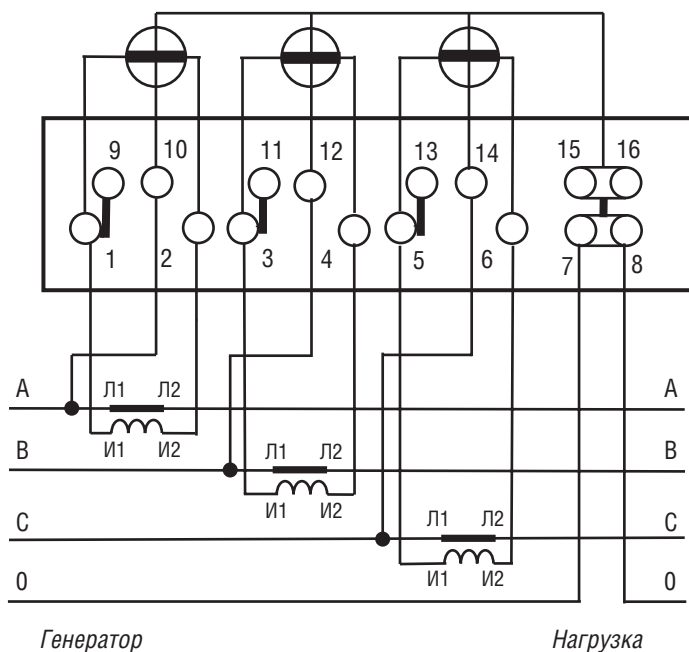 9 10 11 12 13 14 15 16
1 2 3 4 5 6 7 8
А Л1 Л2 А
И1 И2
В Л1 Л2 В
И1 И2
С Л1 Л2 С
И1 И2
0 0
Генератор Нагрузка